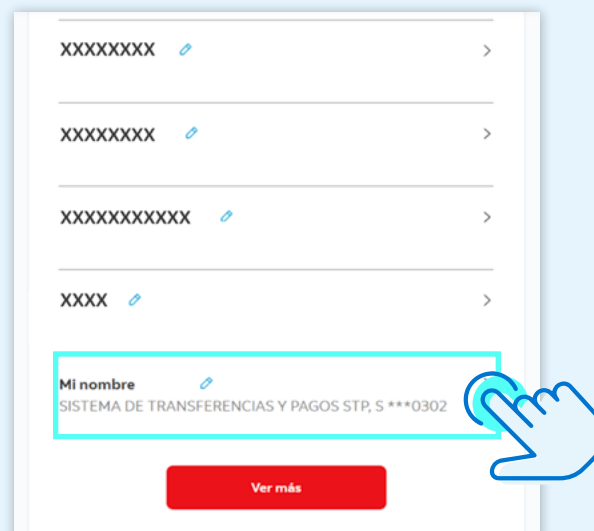 XXXXXXXX
XXXXXXXX
XXXXXXXXXXX
XXXX
Mi nombre
SISTEMA DE TRANSFERENCIAS Y PAGOS STP, S ***0302
Ver más